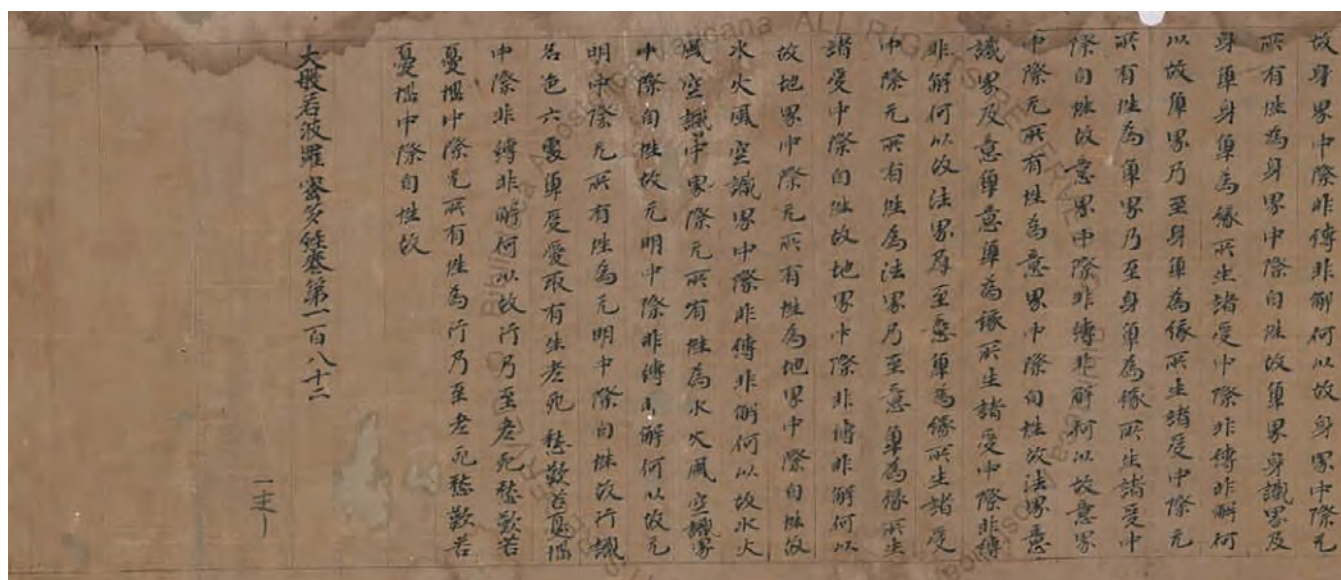 故身界中際非縛非解何以故身界中際无
所有性為身界中際自性故觸界身識界及
身觸身觸為緣所生諸受中際非縛非解何
以故觸界乃至身觸為緣所生諸受中際无
所有性為觸界乃至身觸為緣所生諸受中
際自性故意界中際非縛非解何以故意界
中際无所有性為意界中際自性故法界意
識界及意觸意觸為緣所生諸受中際非縛
非解何以故法界乃至意觸為緣所生諸受
中際无所有性為法界乃至意觸為緣所生
諸受中際自性故地界中際非縛非解何以
故地界中際无所有性為地界中際自性故
水火風空識界中際非縛非解何以故水火
風空識中界際无所有性為水火風空識界
中際自性故无明中際非縛非解何以故无
明中際无所有性為无明中際自性故行識
名色六處觸受愛取有生老死愁歎苦憂惱
中際非縛非解何以故行乃至老死愁歎苦
憂惱中際无所有性為行乃至老死愁歎苦
憂惱中際自性故
大般若波羅蜜多經卷第一百八十二